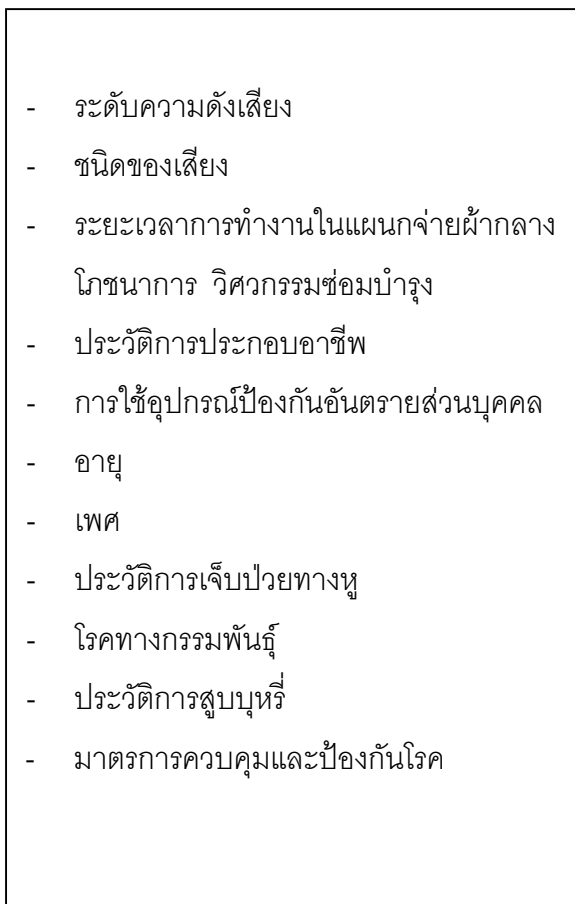 - ระดับความดังเสียง
- ชนิดของเสียง
- ระยะเวลาการทำงานในแผนกจ่ายผ้ากลาง
โภชนาการ วิศวกรรมซ่อมบำรุง
- ประวัติการประกอบอาชีพ
- การใช้อุปกรณ์ป้องกันอันตรายส่วนบุคคล
- อายุ
- เพศ
- ประวัติการเจ็บป่วยทางหู
- โรคทางกรรมพันธุ์
- ประวัติการสูบบุหรี่
- มาตรการควบคุมและป้องกันโรค